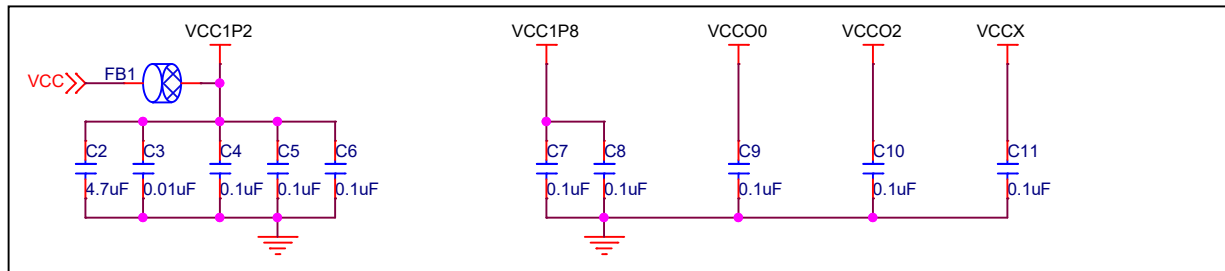 VCC1P2 VCC1P8 VCCO0 VCCO2 VCCX
VCC FB1
C2 C3 C4 C5 C6 C7 C8 C9 C10 C11
4.7uF 0.01uF 0.1uF 0.1uF 0.1uF 0.1uF 0.1uF 0.1uF 0.1uF 0.1uF